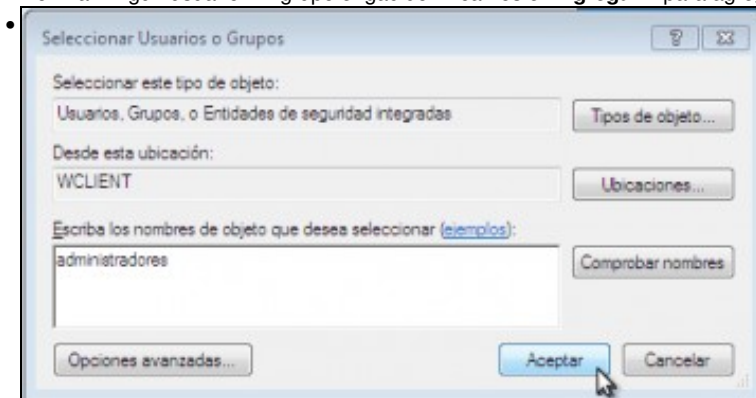 Seleccionar Usuarios o Grupos
Seleccionar este tipo de objeto:
Usuarios, Grupos, o Entidades de seguridad integradas
Tipos de objeto...
Desde esta ubicación:
WCLIENT
Ubicaciones...
Escriba los nombres de objeto que desea seleccionar (ejemplos):
administradores
Comprobar nombres
Opciones avanzadas...
Aceptar
Cancelar